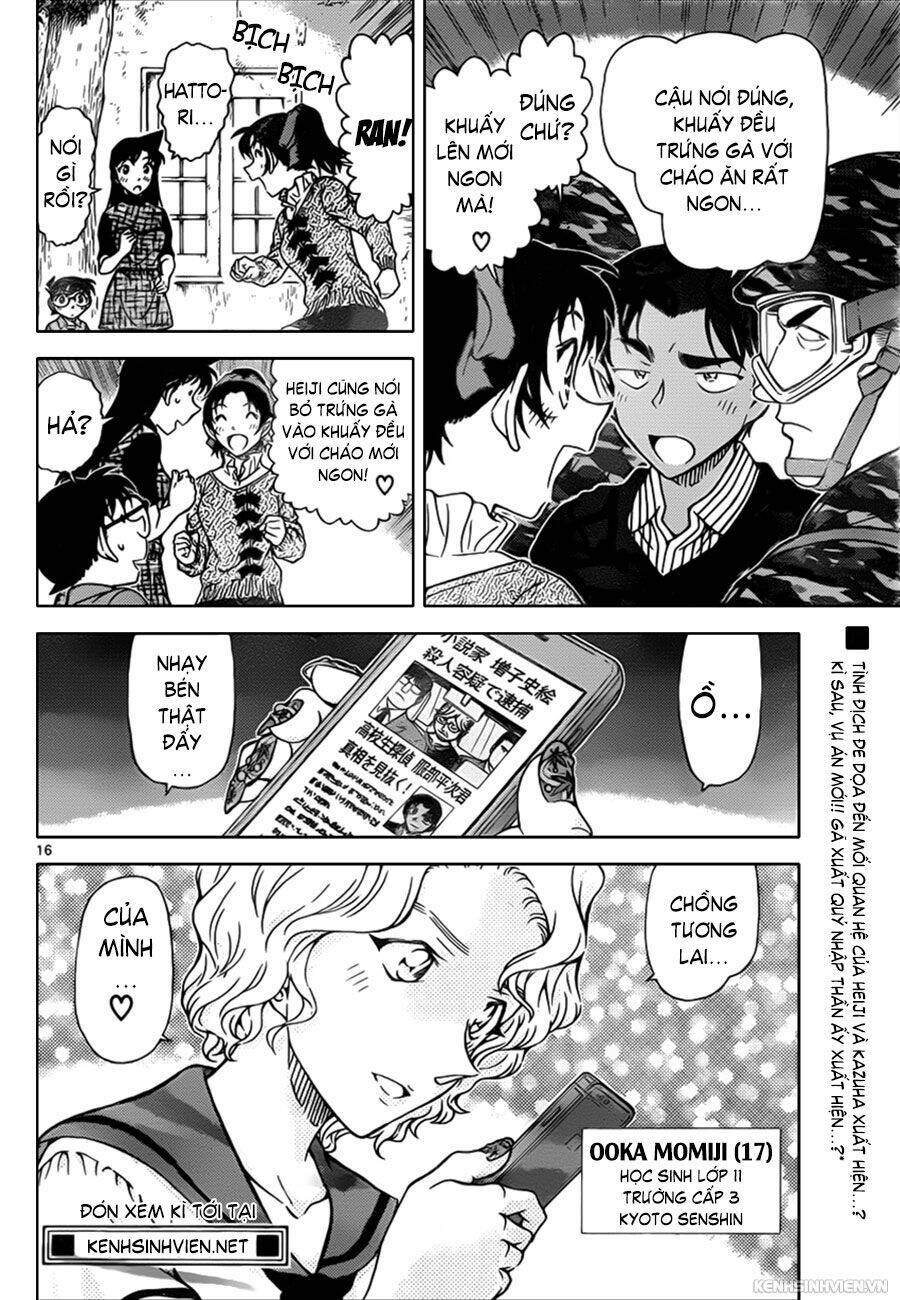 CẬU NÓI ĐÚNG,
KHUẤY ĐỀU
TRỨNG GÀ VỚI
CHÁO ĂN RẤT
NGON...
ĐÚNG
CHỨ?
KHUẤY
LÊN MỚI
NGON
MÀ!
♡
RAN!
BỊCH
BỊCH
HATTO-
RI...
NÓI
GÌ
RỒI?
HEIJI CŨNG NÓI
BỎ TRỨNG GÀ
VÀO KHUẤY ĐỀU
VỚI CHÁO MỚI
NGON!
♡
HẢ?
Ồ...
小説家 増子史絵
殺人容疑で逮捕
高校生探偵 服部平次君
真相を見抜く!
NHẠY
BÉN
THẬT
ĐẤY
...
16
CHỒNG
TƯƠNG
LAI...
CỦA
MÌNH
...
♡
OOKA MOMIJI (17)
HỌC SINH LỚP 11
TRƯỜNG CẤP 3
KYOTO SENSHIN
ĐÓN XEM KÌ TỚI TẠI
KENHSINHVIEN.NET
TÌNH ĐỊCH ĐE DỌA ĐẾN MỐI QUAN HỆ CỦA HEIJI VÀ KAZUHA XUẤT HIỆN...?
KÌ SAU, VỤ ÁN MỚI!! GÃ XUẤT QUỶ NHẬP THẦN ẤY XUẤT HIỆN...?"
KENHSINHVIEN.VN